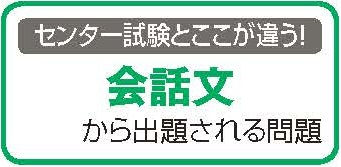 センター試験とここが違う!
会話文
から出題される問題